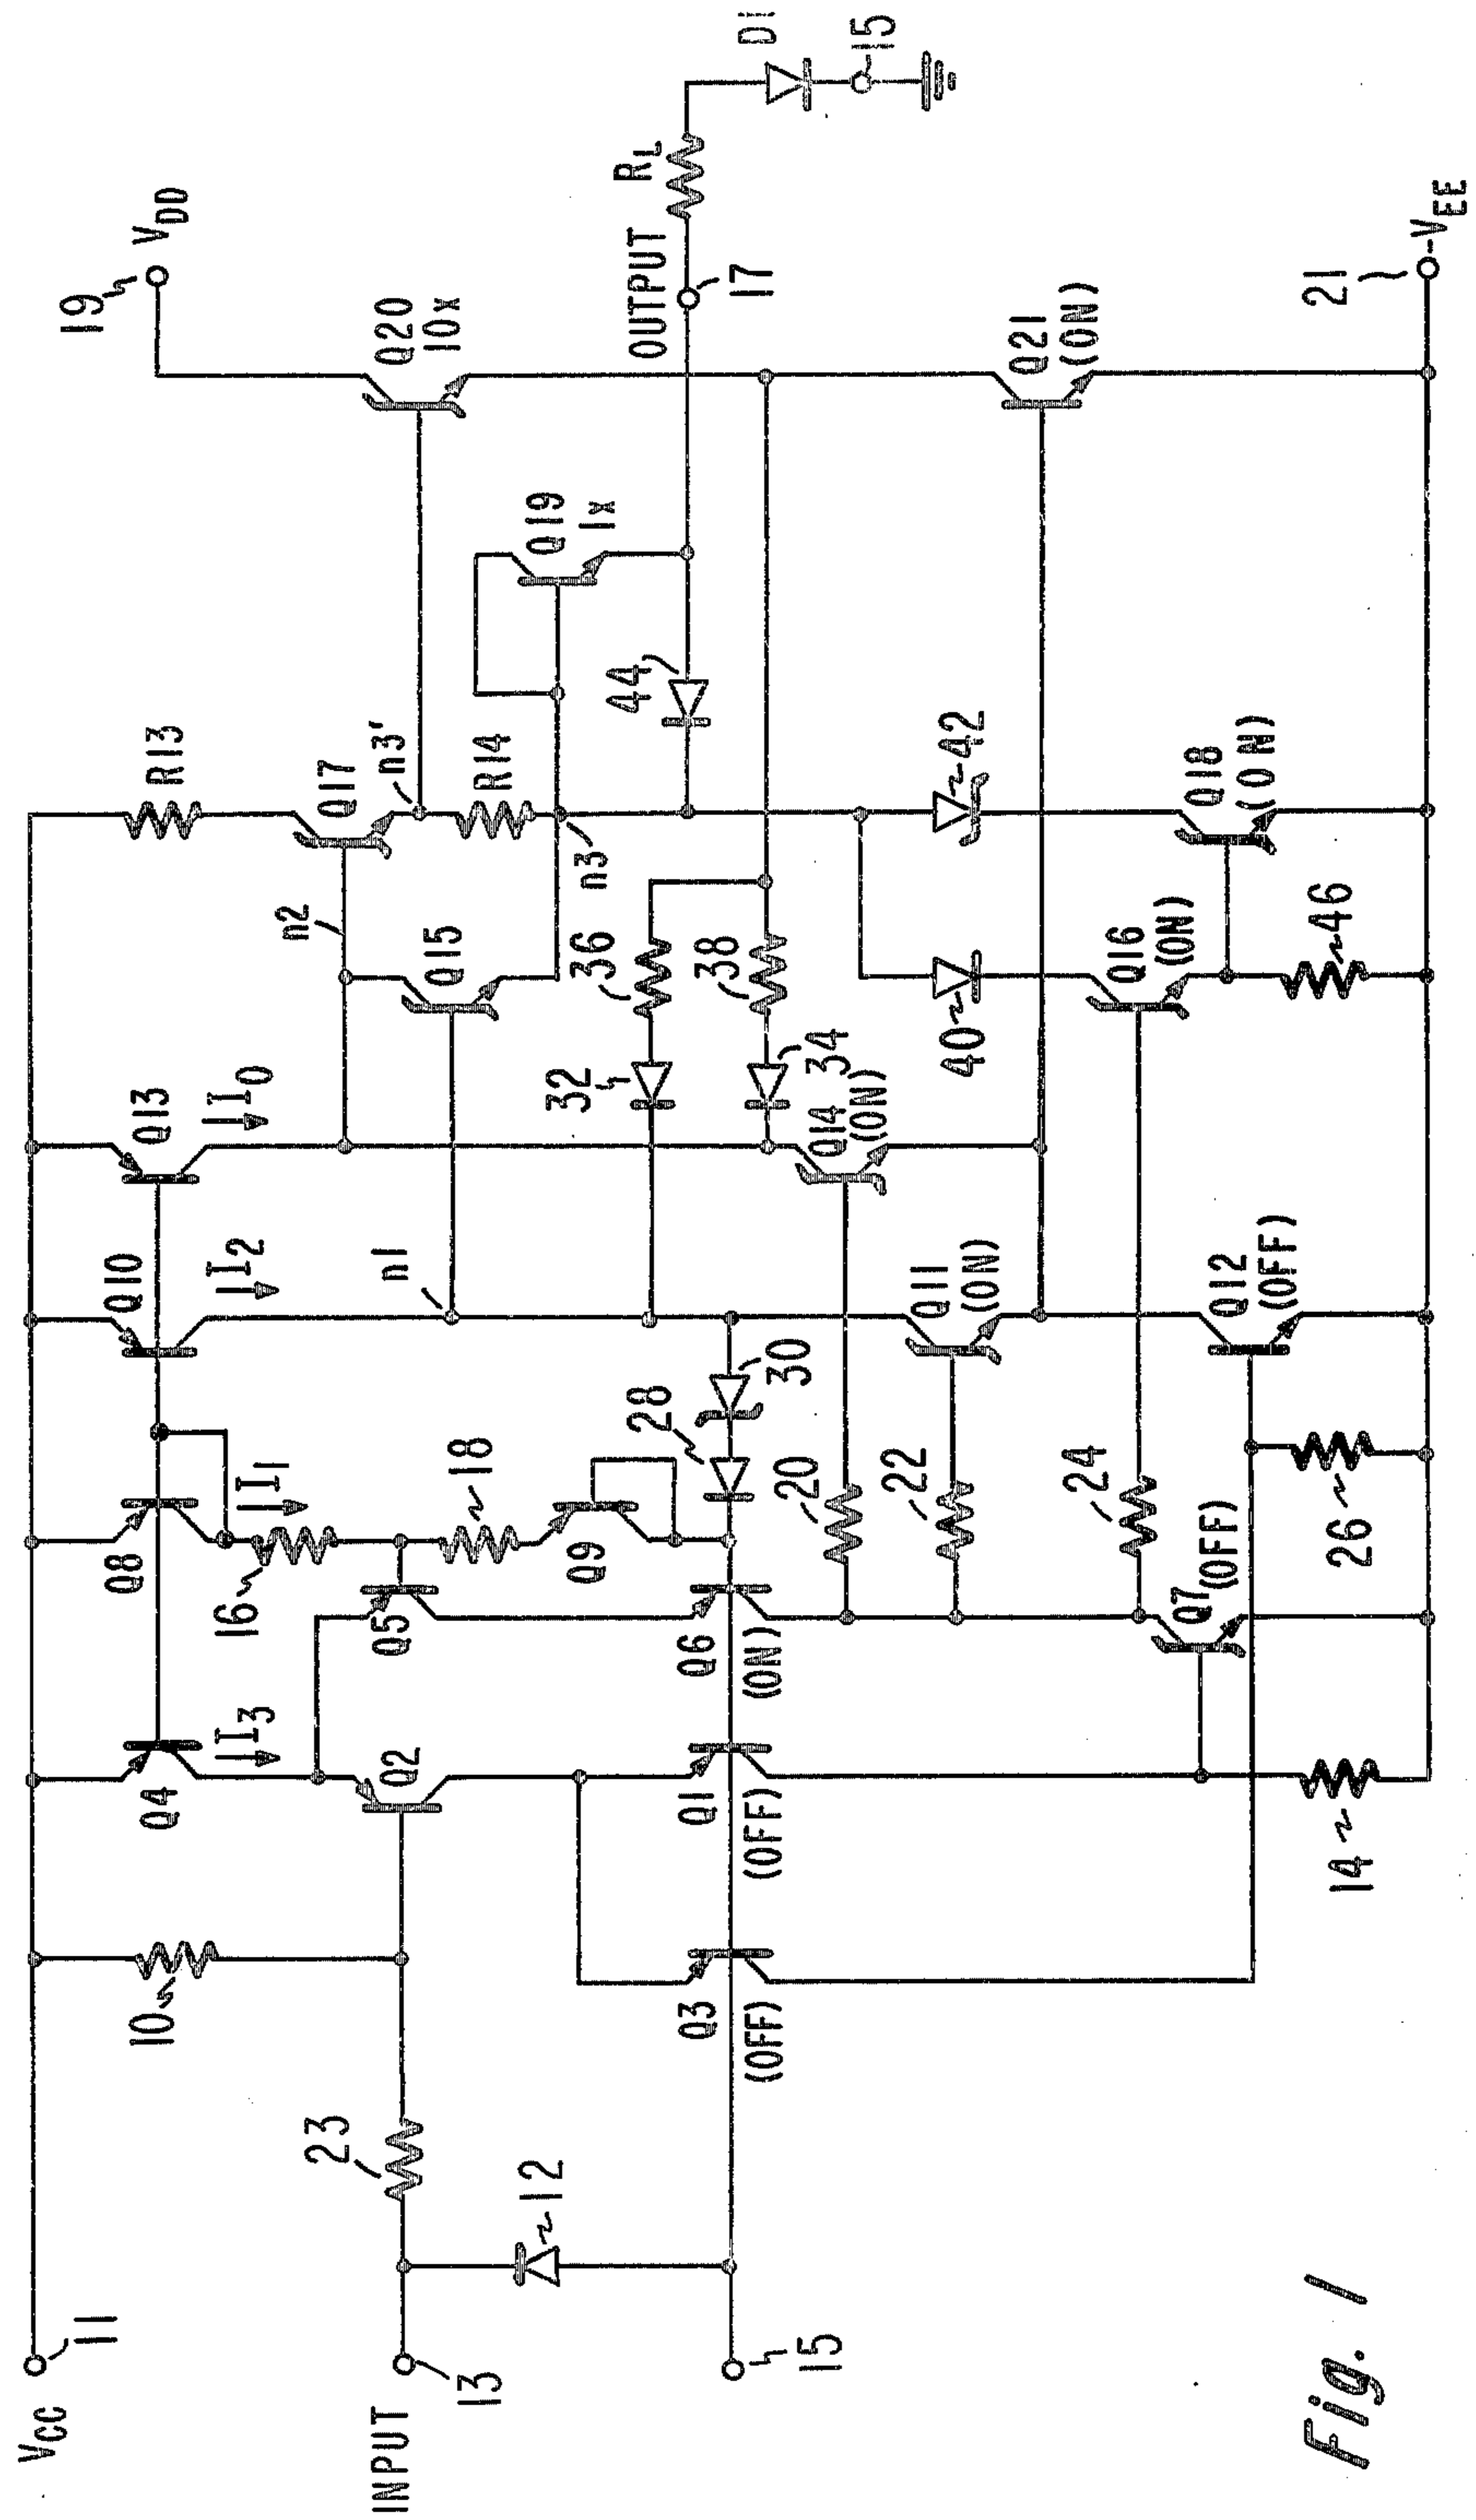 VCC
11
INPUT
13
15
23
12
10
Q4
I3
Q2
Q3
(OFF)
Q1
(OFF)
14
Q8
16
I1
Q5
18
Q9
Q6
(ON)
28
30
20
22
24
Q7
(OFF)
26
Q10
I2
n1
Q11
(ON)
Q12
(OFF)
Q13
I0
n2
Q15
32
36
38
34
Q14
(ON)
R13
Q17
n3'
R14
n3
Q19
1x
44
40
42
Q16
(ON)
Q18
(ON)
46
19
VDD
Q20
10x
OUTPUT
17
RL
D1
15
Q21
(ON)
21
-VEE
Fig. 1